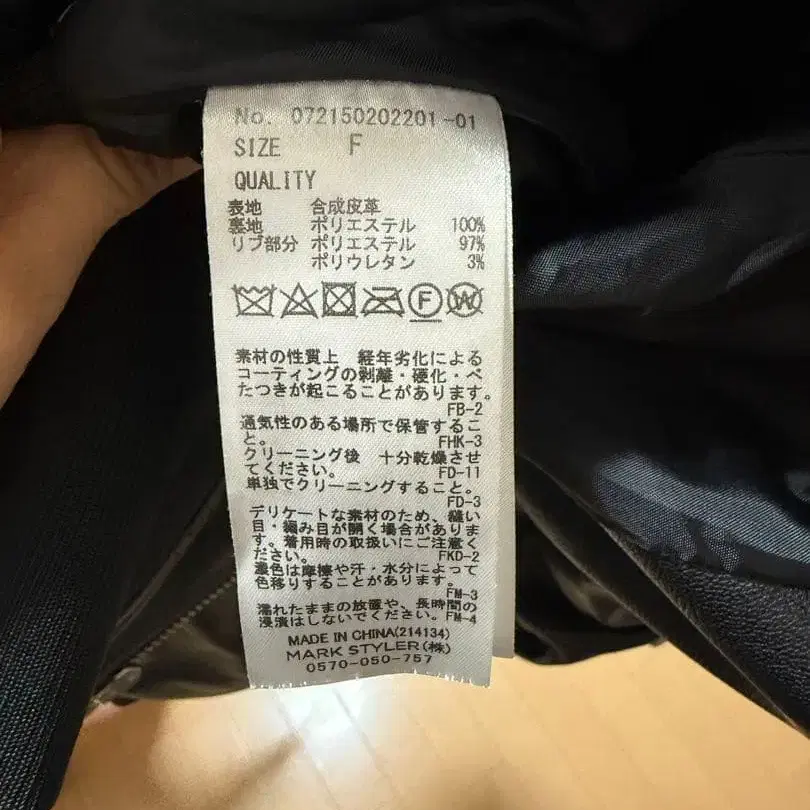 No. 072150202201-01
SIZE F
QUALITY
表地 合成皮革
裏地 ポリエステル 100%
リブ部分 ポリエステル 97%
ポリウレタン 3%
F W
素材の性質上 経年劣化による
コーティングの剥離・硬化・べ
たつきが起こることがあります。
FB-2
通気性のある場所で保管するこ
と。 FHK-3
クリーニング後 十分乾燥させ
てください。 FD-11
単独でクリーニングすること。
FD-3
デリケートな素材のため、縫い
目・編み目が開く場合がありま
す。着用時の取扱いにご注意く
ださい。 FKD-2
濃色は摩擦や汗・水分によって
色移りすることがあります。
FM-3
濡れたままの放置や、長時間の
浸漬はしないでください。FM-4
MADE IN CHINA(214134)
MARK STYLER(株)
0570-050-757